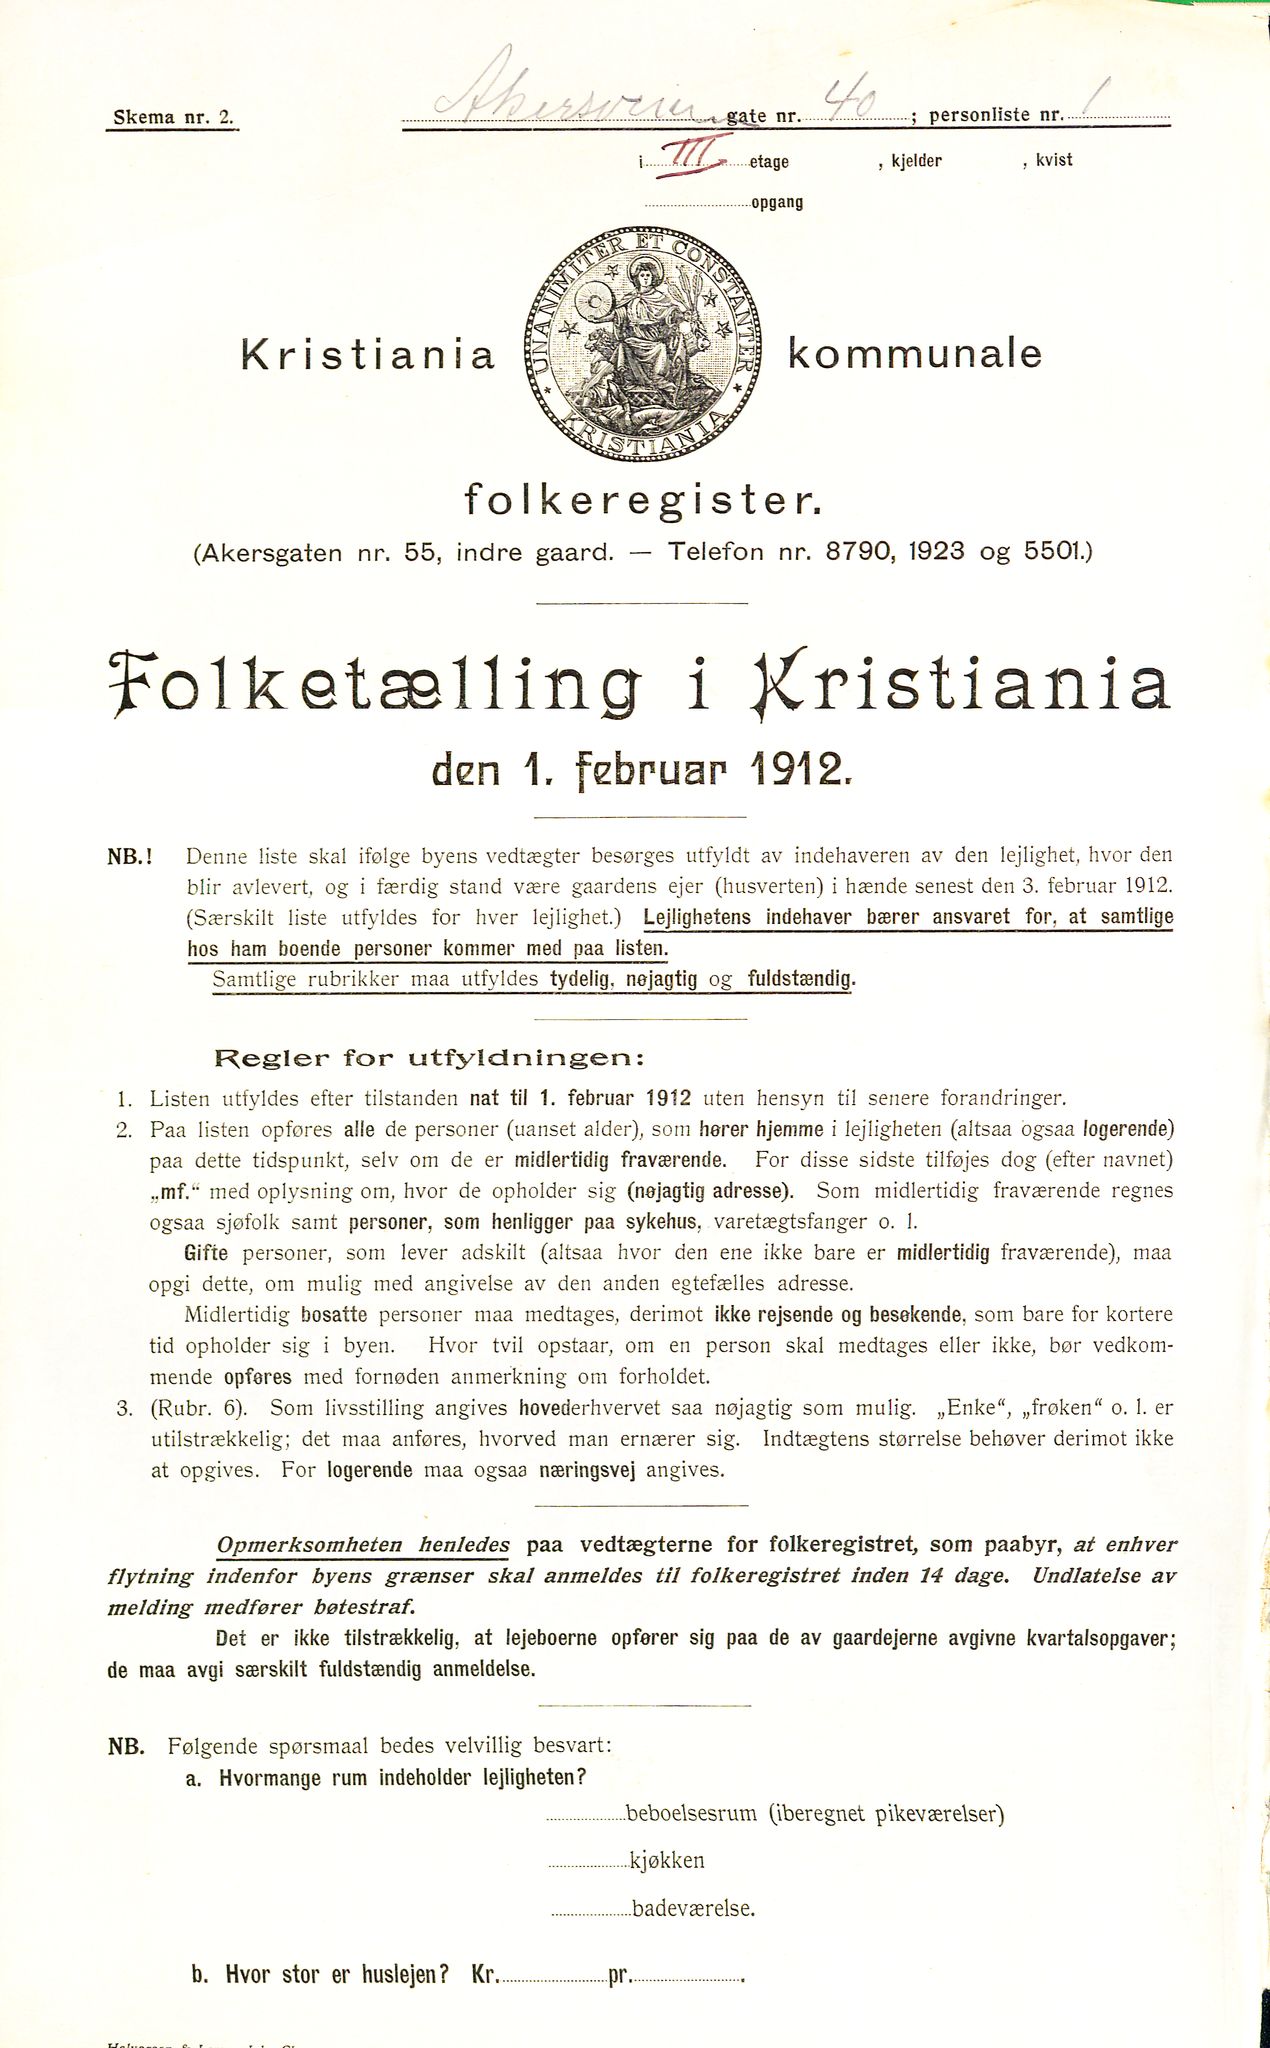 Skema nr. 2.
Akersveien gate nr. 40; personliste nr. 1
i III etage , kjelder , kvist
opgang
UNANIMITER ET CONSTANTER
KRISTIANIA
Kristiania kommunale
folkeregister.
(Akersgaten nr. 55, indre gaard. — Telefon nr. 8790, 1923 og 5501.)
Folketælling i Kristiania
den 1. februar 1912.
NB.! Denne liste skal ifølge byens vedtægter besørges utfyldt av indehaveren av den lejlighet, hvor den
blir avlevert, og i færdig stand være gaardens ejer (husverten) i hænde senest den 3. februar 1912.
(Særskilt liste utfyldes for hver lejlighet.) Lejlighetens indehaver bærer ansvaret for, at samtlige
hos ham boende personer kommer med paa listen.
Samtlige rubrikker maa utfyldes tydelig, nøjagtig og fuldstændig.
Regler for utfyldningen:
1. Listen utfyldes efter tilstanden nat til 1. februar 1912 uten hensyn til senere forandringer.
2. Paa listen opføres alle de personer (uanset alder), som hører hjemme i lejligheten (altsaa ogsaa logerende)
paa dette tidspunkt, selv om de er midlertidig fraværende. For disse sidste tilføjes dog (efter navnet)
„mf.“ med oplysning om, hvor de opholder sig (nøjagtig adresse). Som midlertidig fraværende regnes
ogsaa sjøfolk samt personer, som henligger paa sykehus, varetægtsfanger o. l.
Gifte personer, som lever adskilt (altsaa hvor den ene ikke bare er midlertidig fraværende), maa
opgi dette, om mulig med angivelse av den anden egtefælles adresse.
Midlertidig bosatte personer maa medtages, derimot ikke rejsende og besøkende, som bare for kortere
tid opholder sig i byen. Hvor tvil opstaar, om en person skal medtages eller ikke, bør vedkom-
mende opføres med fornøden anmerkning om forholdet.
3. (Rubr. 6). Som livsstilling angives hovederhvervet saa nøjagtig som mulig. „Enke“, „frøken“ o. l. er
utilstrækkelig; det maa anføres, hvorved man ernærer sig. Indtægtens størrelse behøver derimot ikke
at opgives. For logerende maa ogsaa næringsvej angives.
Opmerksomheten henledes paa vedtægterne for folkeregistret, som paabyr, at enhver
flytning indenfor byens grænser skal anmeldes til folkeregistret inden 14 dage. Undlatelse av
melding medfører bøtestraf.
Det er ikke tilstrækkelig, at lejeboerne opfører sig paa de av gaardejerne avgivne kvartalsopgaver;
de maa avgi særskilt fuldstændig anmeldelse.
NB. Følgende spørsmaal bedes velvillig besvart:
a. Hvormange rum indeholder lejligheten?
beboelsesrum (iberegnet pikeværelser)
kjøkken
badeværelse.
b. Hvor stor er huslejen? Kr. pr. .